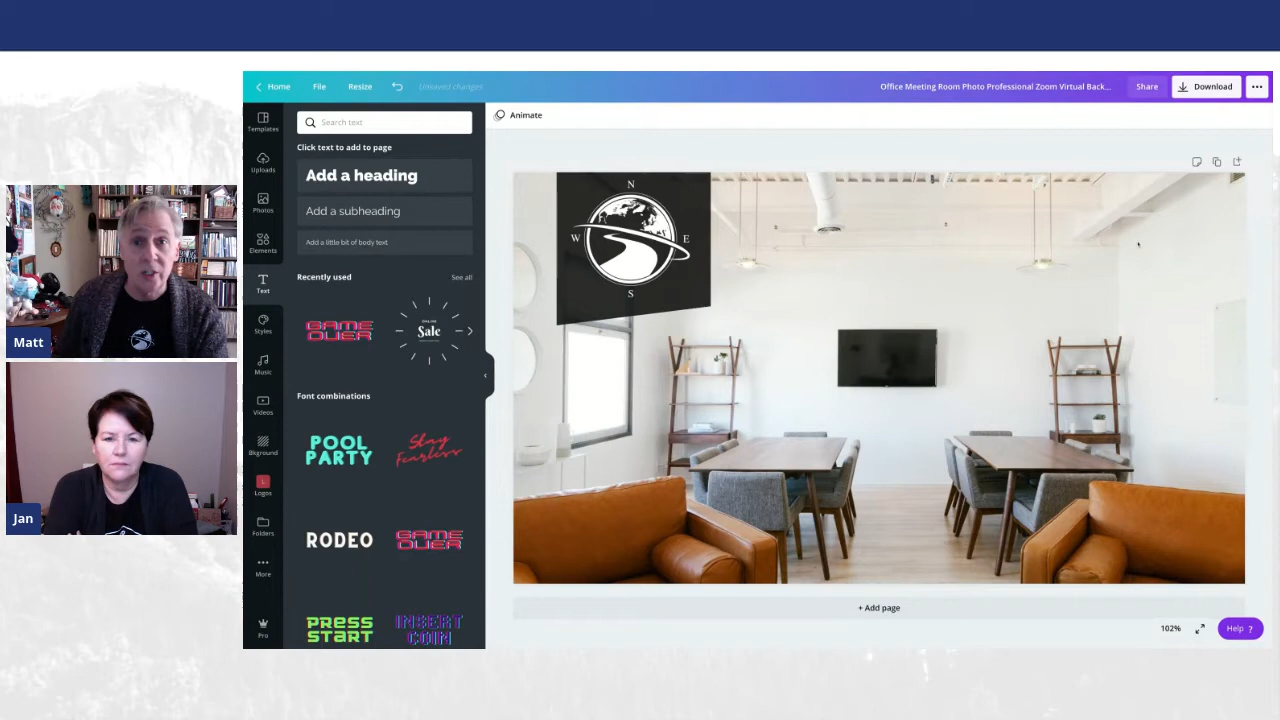 Home File Resize Unsaved changes Office Meeting Room Photo Professional Zoom Virtual Back... Share Download ...
Animate
Templates
Uploads
Photos
Elements
Text
Styles
Music
Videos
Bkground
Logos
Folders
More
Pro
Search text
Click text to add to page
Add a heading
Add a subheading
Add a little bit of body text
Recently used See all
GAME OVER
Sale
Font combinations
POOL PARTY
Stay Fearless
RODEO
GAME OVER
PRESS START
INSERT COIN
N
W E
S
+ Add page
102% Help ?
Matt
Jan